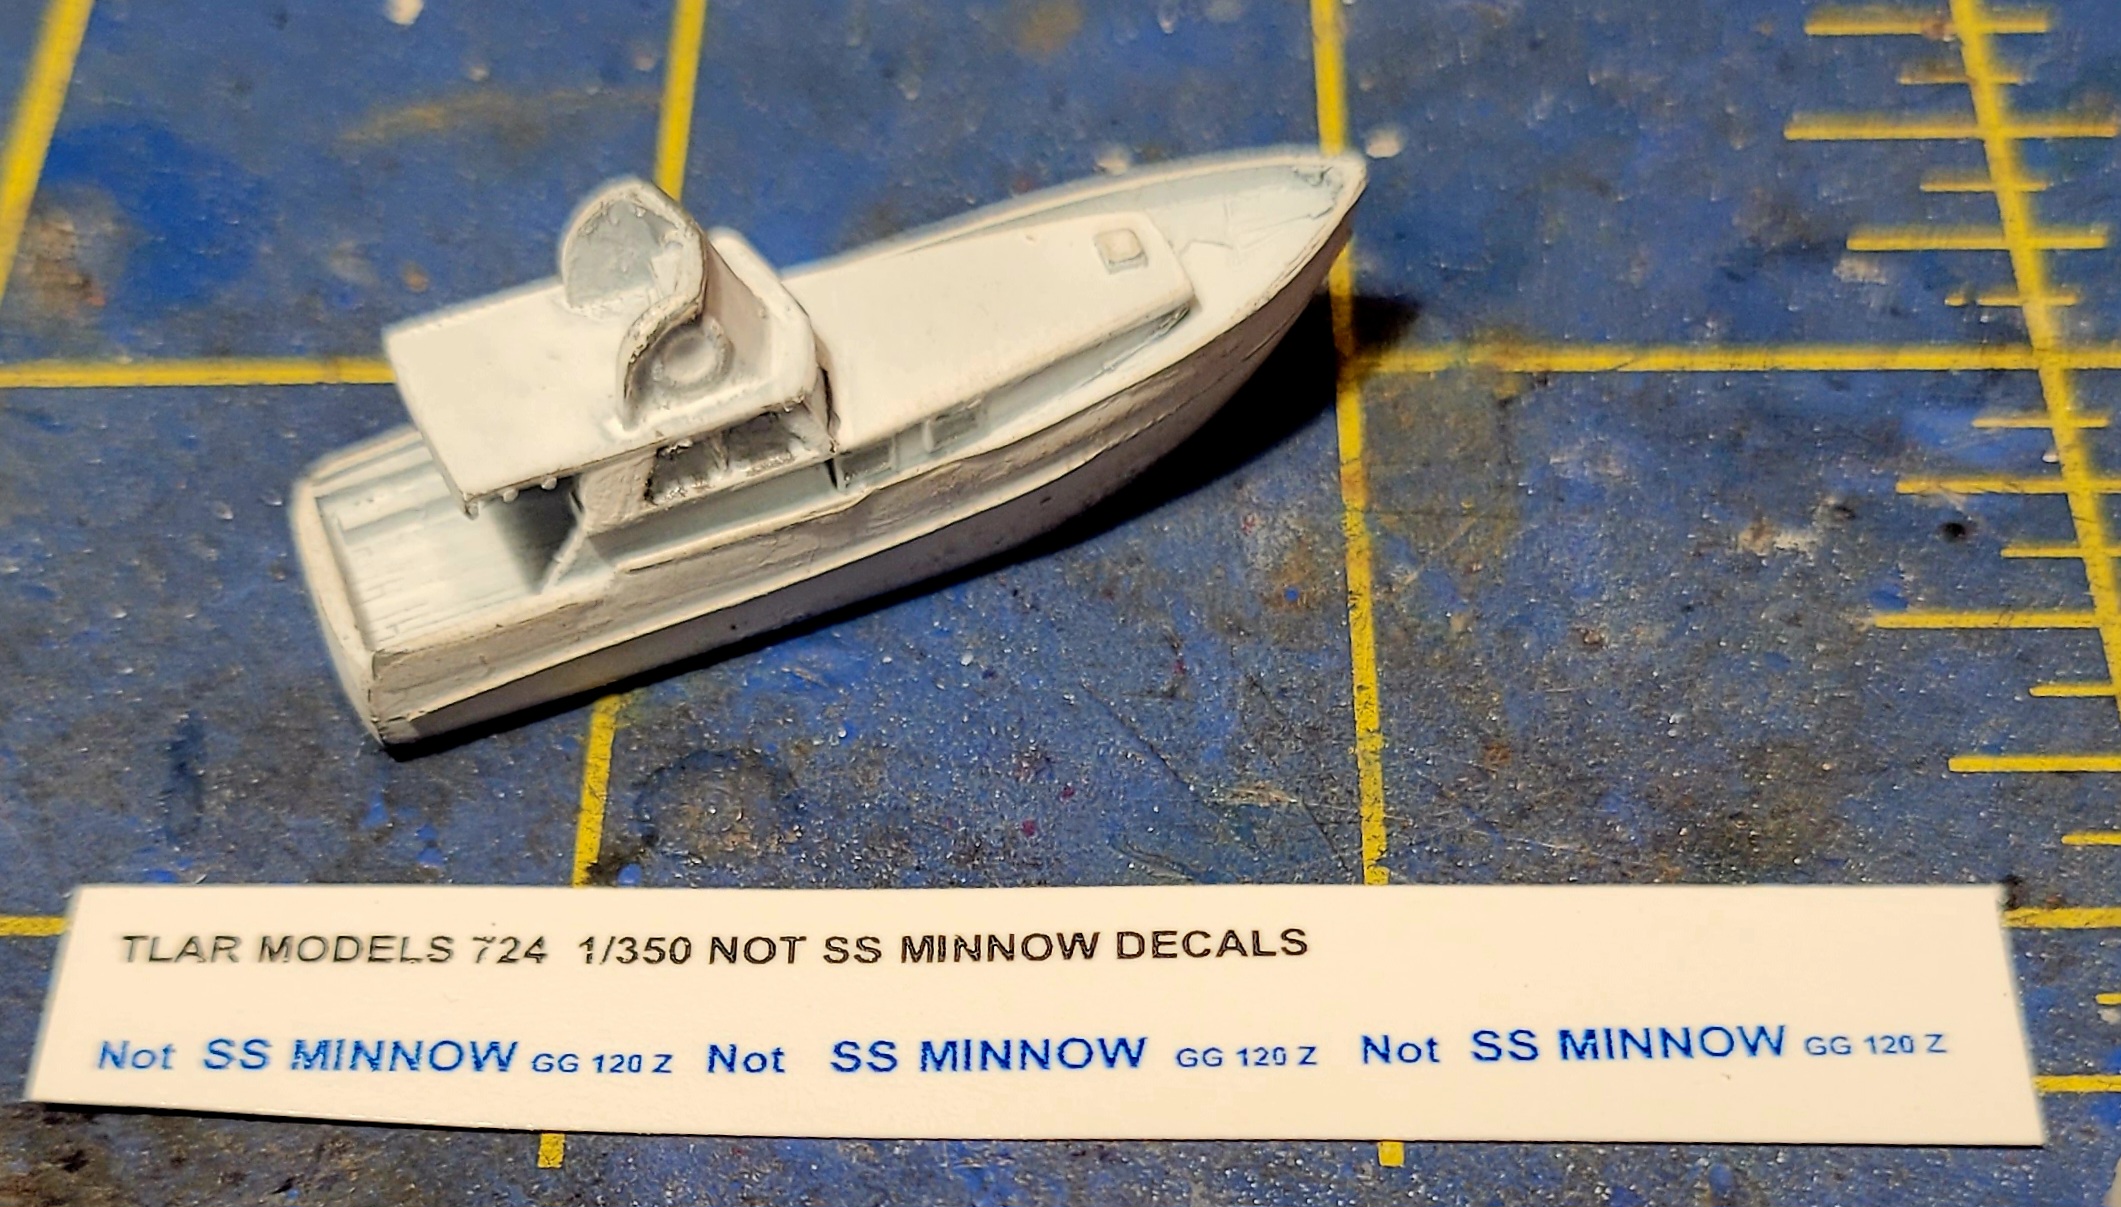 TLAR MODELS 724 1/350 NOT SS MINNOW DECALS
Not SS MINNOW GG 120 Z Not SS MINNOW GG 120 Z Not SS MINNOW GG 120 Z